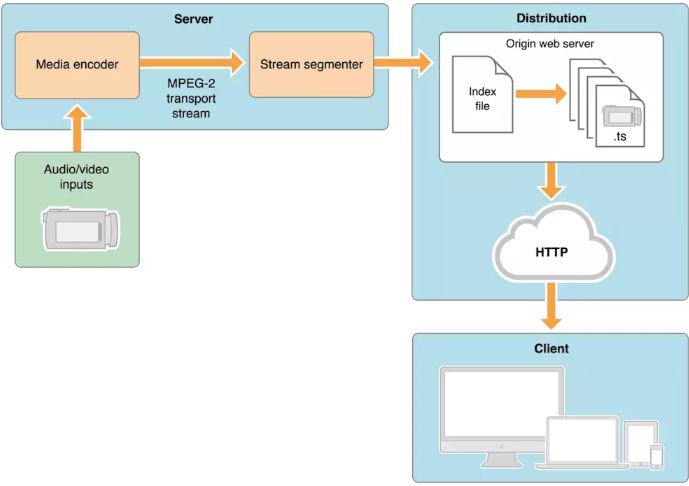 Server
Media encoder
MPEG-2
transport
stream
Stream segmenter
Audio/video
inputs
Distribution
Origin web server
Index
file
.ts
HTTP
Client